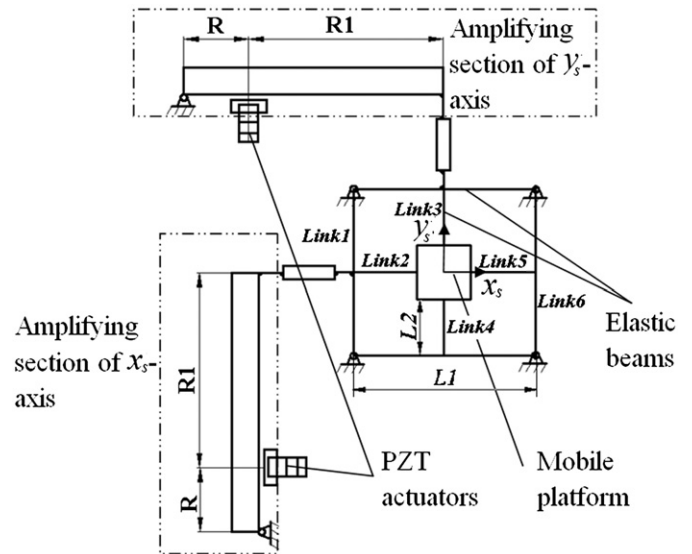 R
R1
Amplifying
section of yₛ-
axis
Link3
yₛ
Link1
Link2
Link5
xₛ
Link6
L2
Link4
L1
Elastic
beams
Amplifying
section of xₛ-
axis
R1
R
PZT
actuators
Mobile
platform